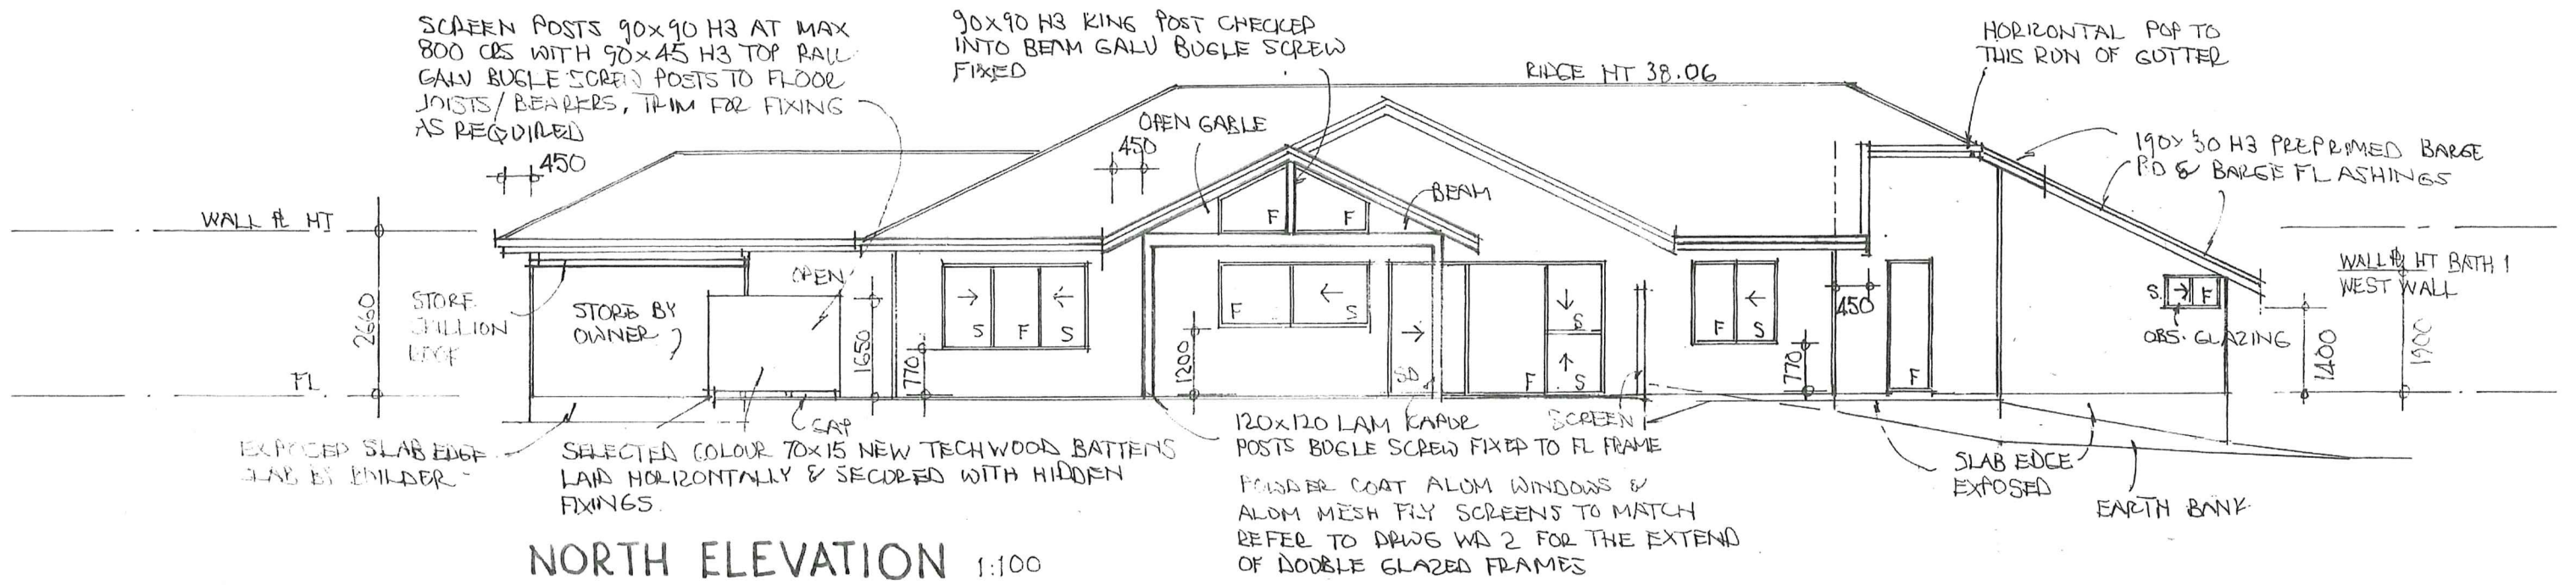 SCREEN POSTS 90x90 H3 AT MAX
800 CRS WITH 90x45 H3 TOP RAIL
GALV BUGLE SCREW POSTS TO FLOOR
JOISTS/BEARERS, TRIM FOR FIXING
AS REQUIRED
90x90 H3 KING POST CHECKED
INTO BEAM GALV BUGLE SCREW
FIXED
HORIZONTAL POP TO
THIS RUN OF GUTTER
RIDGE HT 38.06
OPEN GABLE
450
450
190x30 H3 PREPRIMED BARGE
BD & BARGE FLASHINGS
BEAM
WALL PL HT
F
F
WALL PL HT BATH 1
WEST WALL
OPEN
STORE
SKILLION
ROOF
STORE BY
OWNER
2660
1650
770
S
F
S
F
S
1200
SD
F
S
S
F
S
770
450
F
S
F
OBS. GLAZING
1400
1900
FL
GAP
SCREEN
EXPOSED SLAB EDGE
SLAB BY BUILDER
SELECTED COLOUR 70x15 NEW TECHWOOD BATTENS
LAID HORIZONTALLY & SECURED WITH HIDDEN
FIXINGS.
120x120 LAM KAPUR
POSTS BUGLE SCREW FIXED TO FL FRAME
POWDER COAT ALUM WINDOWS &
ALUM MESH FLY SCREENS TO MATCH
REFER TO DRWG WD 2 FOR THE EXTEND
OF DOUBLE GLAZED FRAMES
SLAB EDGE
EXPOSED
EARTH BANK
NORTH ELEVATION 1:100